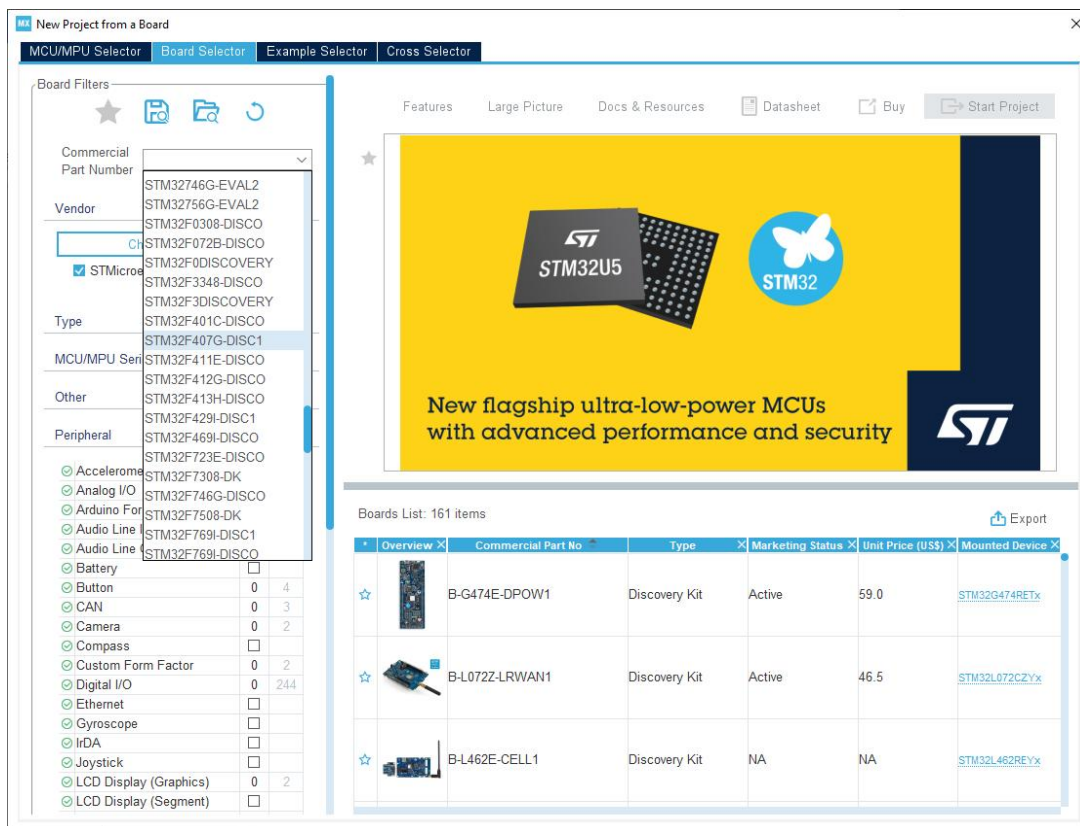 MX New Project from a Board
MCU/MPU Selector Board Selector Example Selector Cross Selector
Board Filters
Commercial
Part Number
STM32746G-EVAL2
STM32756G-EVAL2
STM32F0308-DISCO
STM32F072B-DISCO
STM32F0DISCOVERY
STM32F3348-DISCO
STM32F3DISCOVERY
STM32F401C-DISCO
STM32F407G-DISC1
STM32F411E-DISCO
STM32F412G-DISCO
STM32F413H-DISCO
STM32F429I-DISC1
STM32F469I-DISCO
STM32F723E-DISCO
STM32F7308-DK
STM32F746G-DISCO
STM32F7508-DK
STM32F769I-DISC1
STM32F769I-DISCO
Vendor
Ch
STMicroe
Type
MCU/MPU Seri
Other
Peripheral
Accelerome
Analog I/O
Arduino For
Audio Line I
Audio Line
Battery
Button 0 4
CAN 0 3
Camera 0 2
Compass
Custom Form Factor 0 2
Digital I/O 0 244
Ethernet
Gyroscope
IrDA
Joystick
LCD Display (Graphics) 0 2
LCD Display (Segment)
Features Large Picture Docs & Resources Datasheet Buy Start Project
ST
STM32U5
STM32
New flagship ultra-low-power MCUs
with advanced performance and security
ST
Boards List: 161 items
Export
* Overview Commercial Part No Type Marketing Status Unit Price (US$) Mounted Device
B-G474E-DPOW1 Discovery Kit Active 59.0 STM32G474RETx
B-L072Z-LRWAN1 Discovery Kit Active 46.5 STM32L072CZYx
B-L462E-CELL1 Discovery Kit NA NA STM32L462REYx